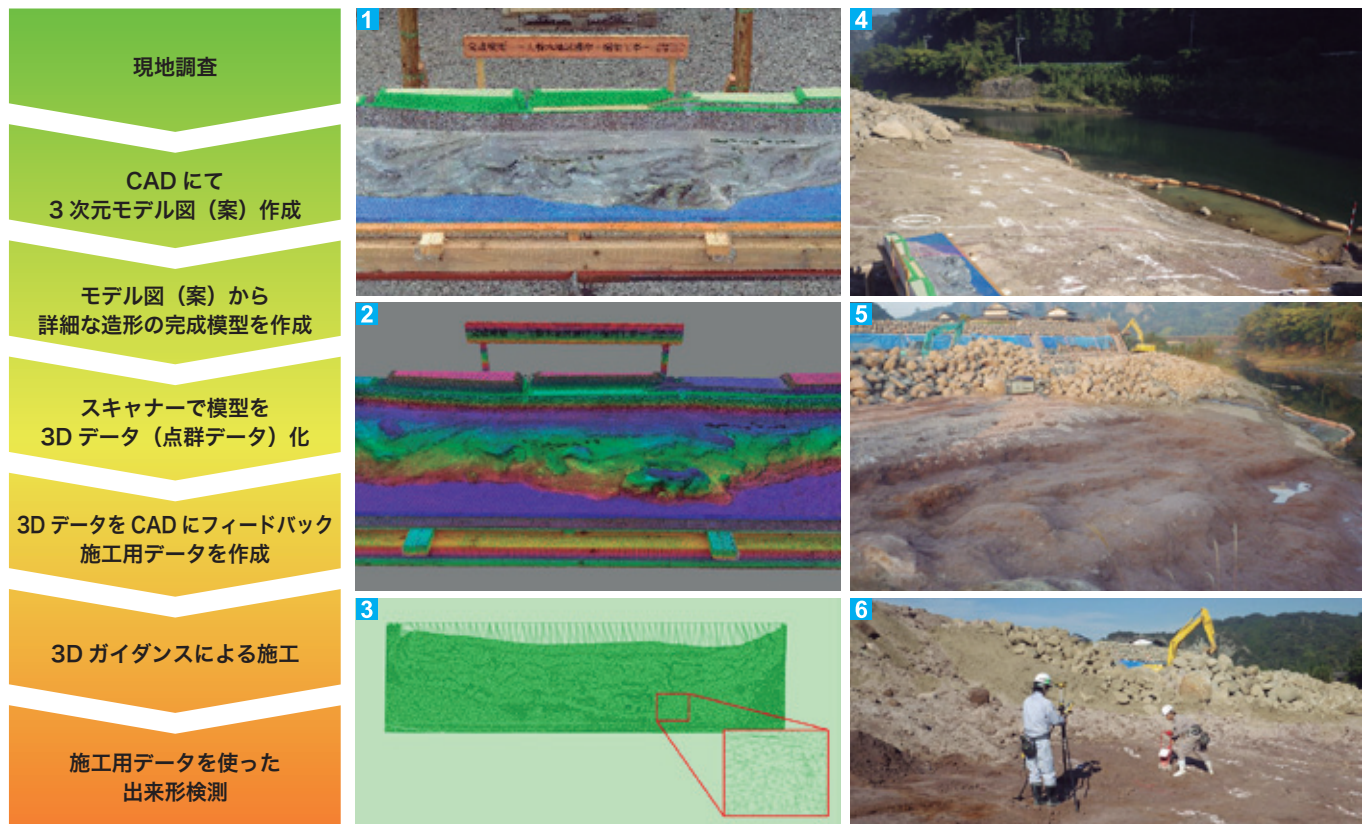 現地調査
CADにて
3次元モデル図（案）作成
モデル図（案）から
詳細な造形の完成模型を作成
スキャナーで模型を
3Dデータ（点群データ）化
3DデータをCADにフィードバック
施工用データを作成
3Dガイダンスによる施工
施工用データを使った
出来形検測
1
2
3
4
5
6